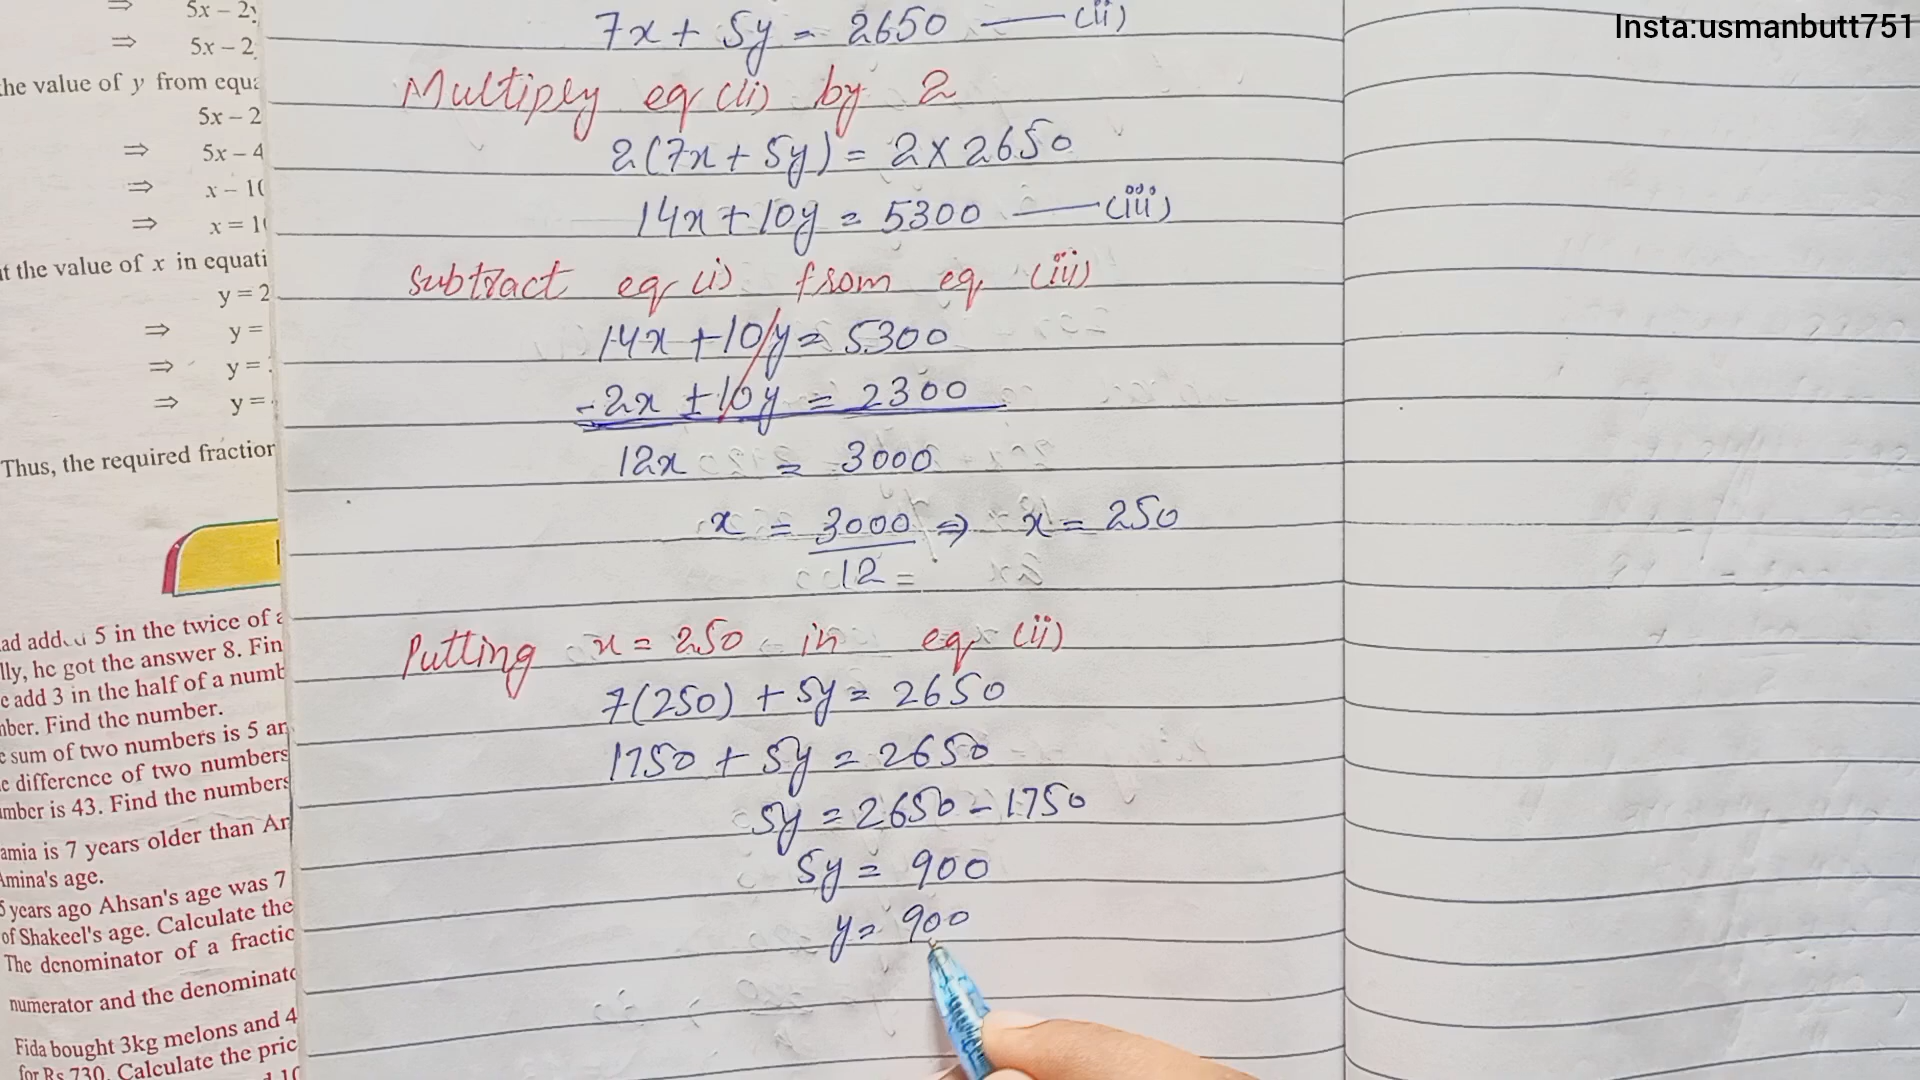 Insta:usmanbutt751
7x + 5y = 2650 —— (ii)
Multiply eq (ii) by 2
2(7x + 5y) = 2 × 2650
14x + 10y = 5300 —— (iii)
Subtract eq (i) from eq (iii)
14x + 10y = 5300
-2x ± 10y = 2300
12x = 3000
x = 3000/12 ⇒ x = 250
Putting x = 250 in eq (ii)
7(250) + 5y = 2650
1750 + 5y = 2650
5y = 2650 - 1750
5y = 900
y = 900
⇒ 5x – 2y
⇒ 5x – 2
the value of y from equa
5x – 2
⇒ 5x – 4
⇒ x – 1
⇒ x = 1
the value of x in equati
y = 2
⇒ y =
⇒ y =
⇒ y =
Thus, the required fraction
5 in the twice of a
lly, he got the answer 8. Fin
e add 3 in the half of a numb
ber. Find the number.
sum of two numbers is 5 an
difference of two numbers
mber is 43. Find the numbers
amia is 7 years older than Am
Amina's age.
5 years ago Ahsan's age was 7
of Shakeel's age. Calculate the
The denominator of a fractio
numerator and the denominato
Fida bought 3kg melons and 4
for Rs 730. Calculate the pric